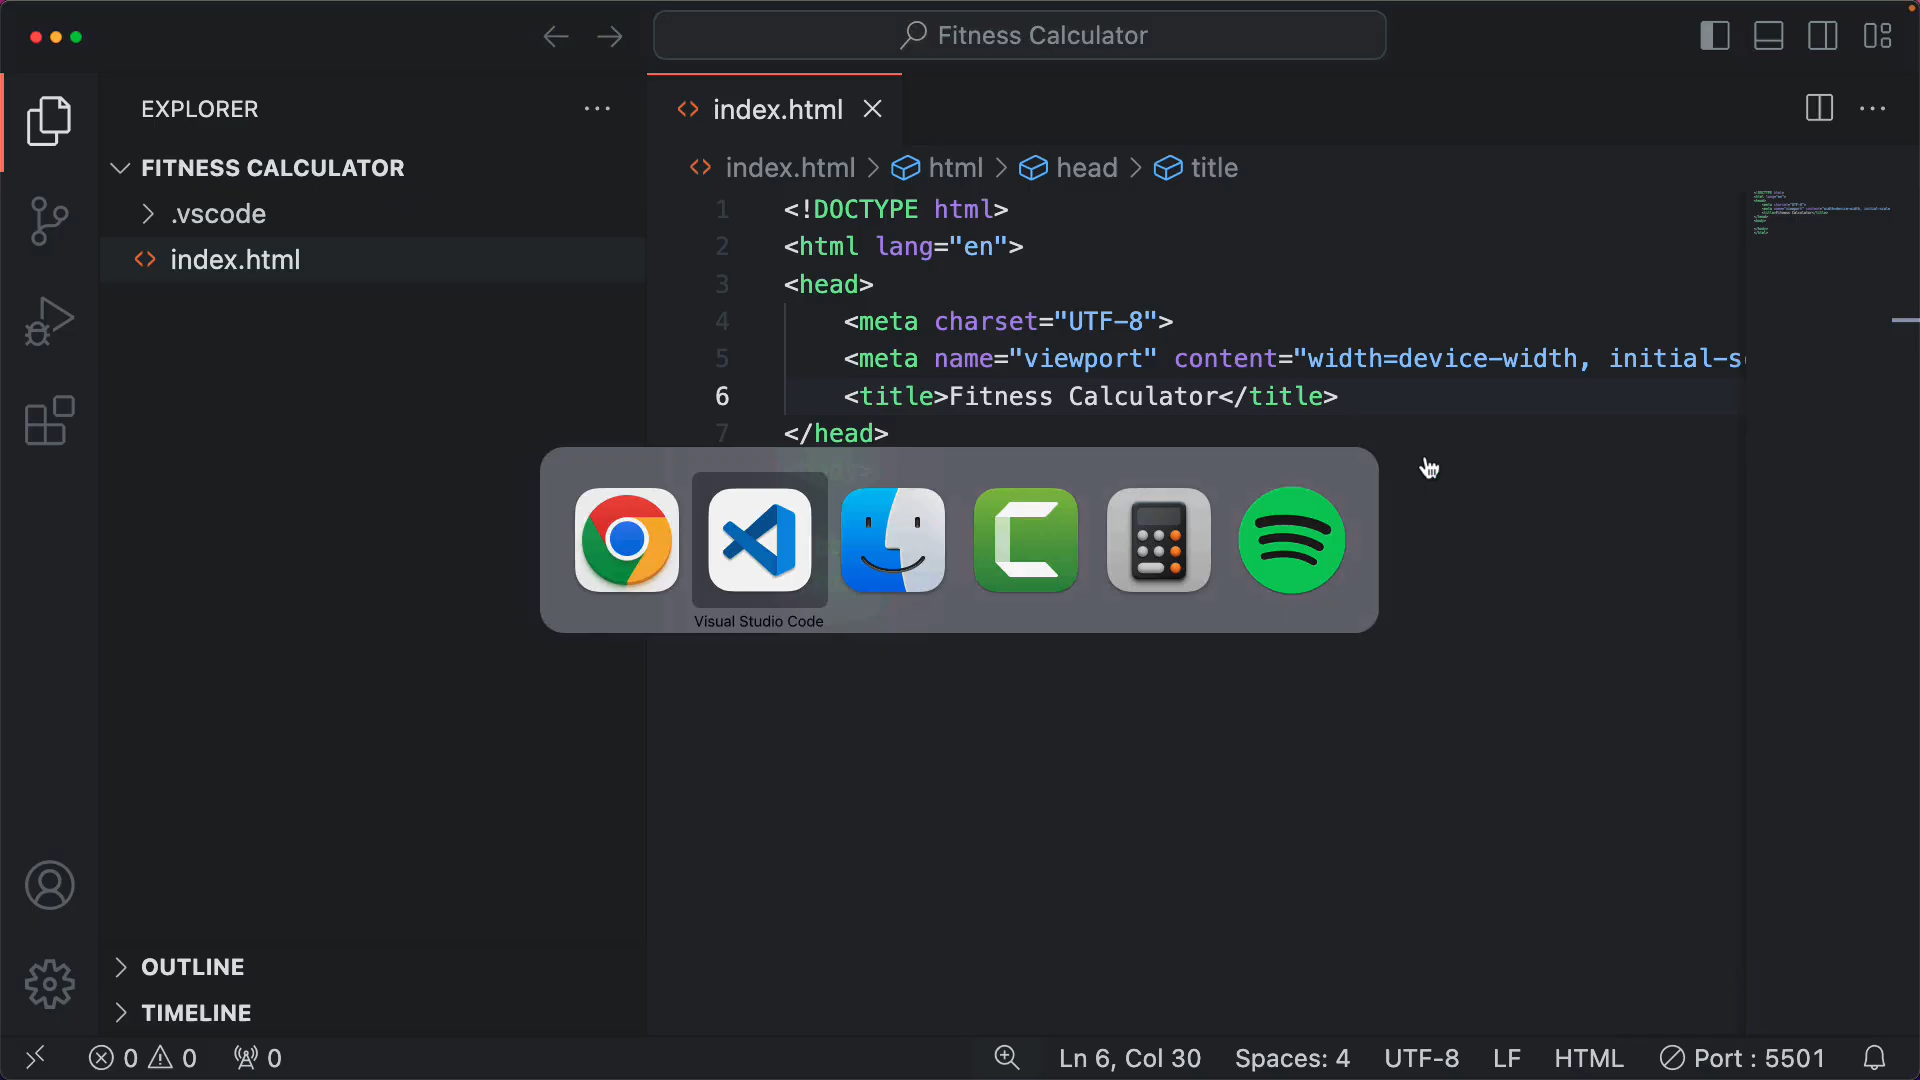 Fitness Calculator
EXPLORER
index.html
FITNESS CALCULATOR
.vscode
index.html
index.html > html > head > title
1 <!DOCTYPE html>
2 <html lang="en">
3 <head>
4 <meta charset="UTF-8">
5 <meta name="viewport" content="width=device-width, initial-s
6 <title>Fitness Calculator</title>
7 </head>
Visual Studio Code
OUTLINE
TIMELINE
0 0 0
Ln 6, Col 30 Spaces: 4 UTF-8 LF HTML Port : 5501